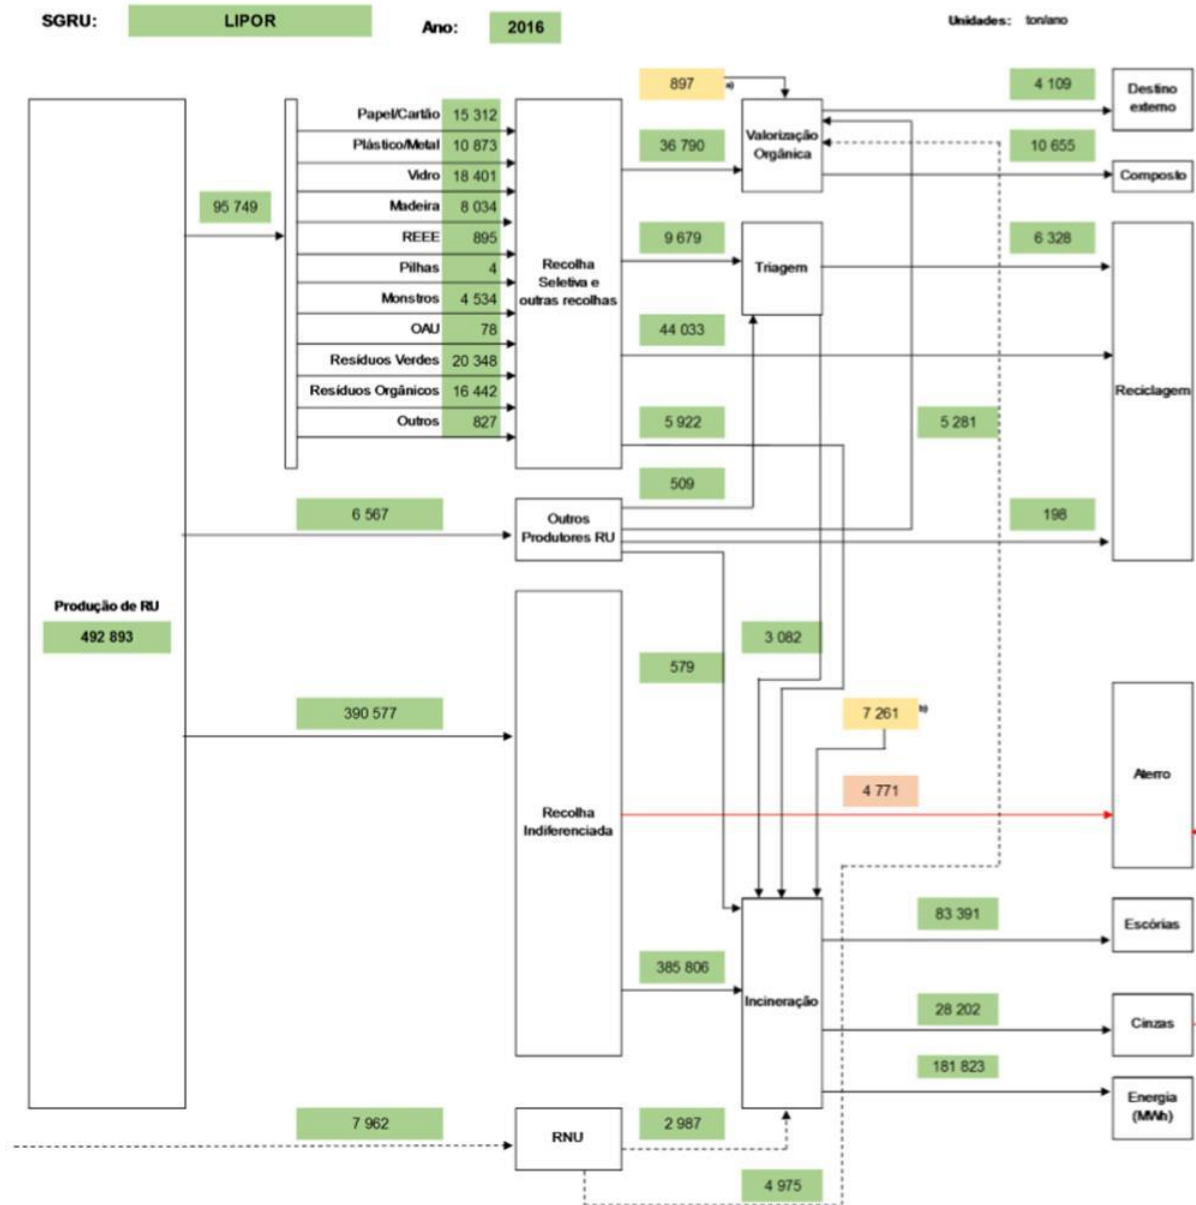 SGRU: LIPOR Ano: 2016 Unidades: ton/ano
897 a)
4 109
Destino
externo
Papel/Cartão 15 312
Plástico/Metal 10 873
36 790
Valorização
Orgânica
10 655
Vidro 18 401
Composto
95 749
Madeira 8 034
REEE 895
9 679
6 328
Pilhas 4
Recolha
Seletiva e
outras recolhas
Triagem
Monstros 4 534
OAU 78
44 033
Resíduos Verdes 20 348
Resíduos Orgânicos 16 442
Reciclagem
Outros 827
5 922
5 281
509
6 567
Outros
Produtores RU
198
Produção de RU
492 893
3 082
579
390 577
7 261 b)
4 771
Aterro
Recolha
Indiferenciada
83 391
Escórias
385 806
Incineração
28 202
Cinzas
181 823
Energia
(MWh)
7 962
RNU
2 987
4 975